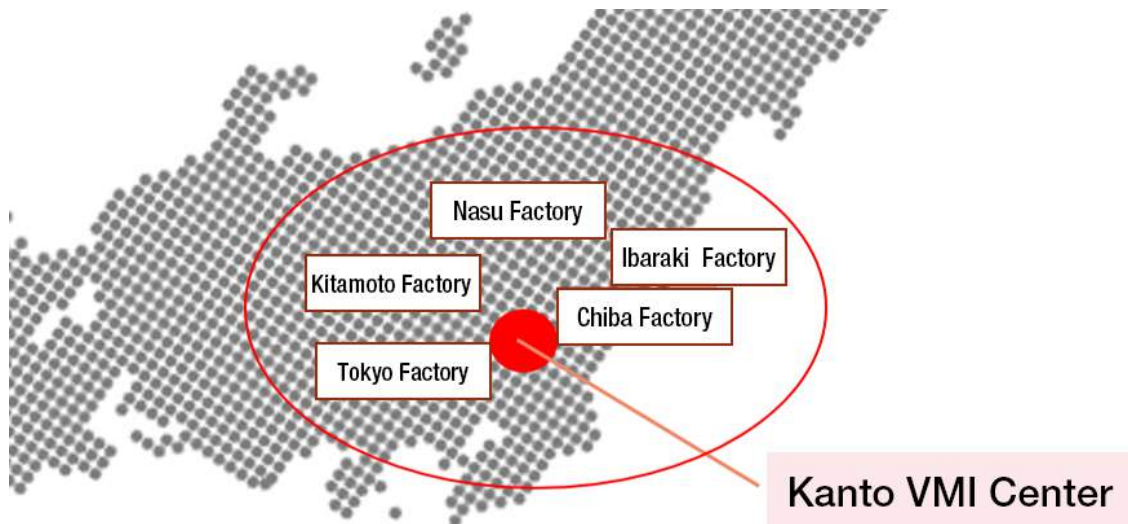 Nasu Factory
Ibaraki Factory
Kitamoto Factory
Chiba Factory
Tokyo Factory
Kanto VMI Center